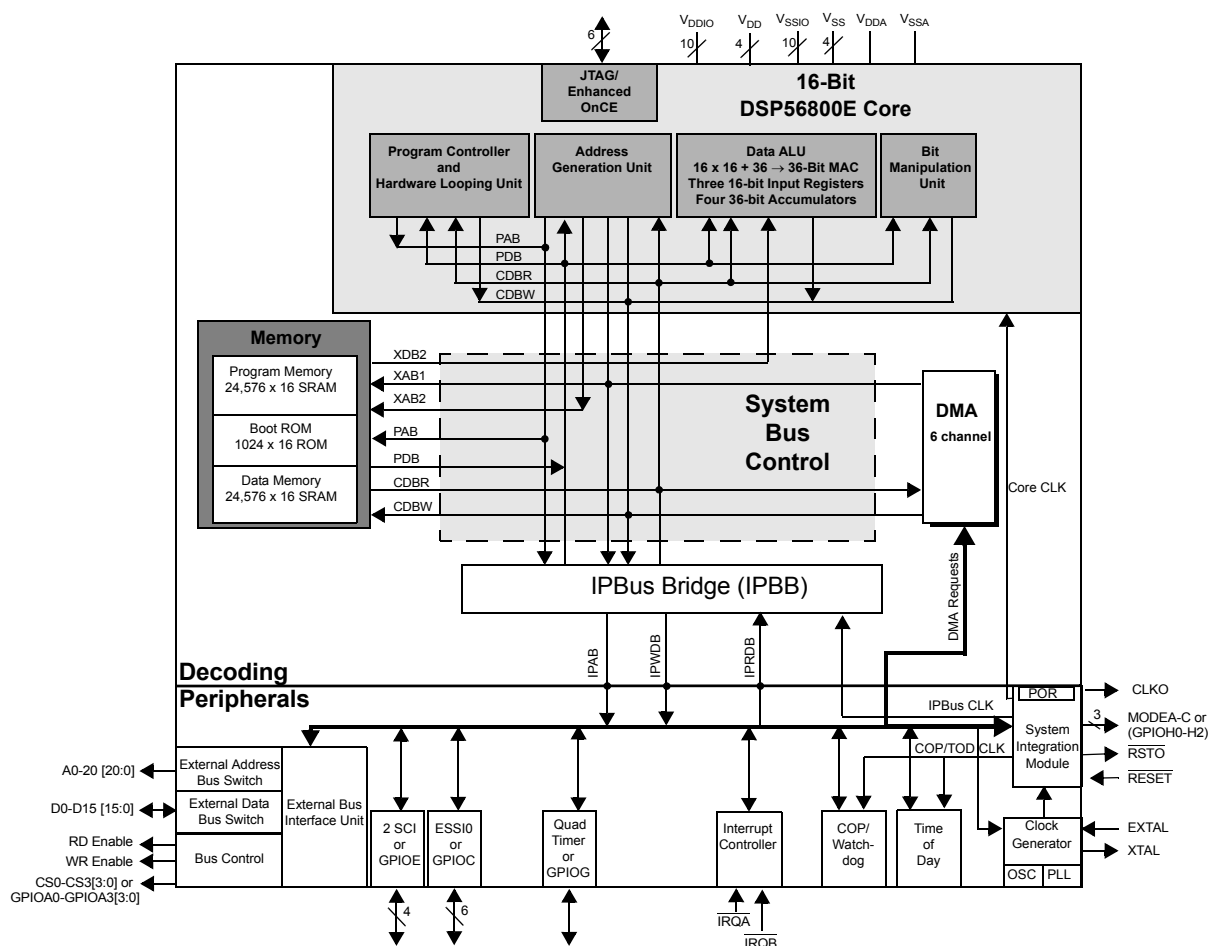 6
VDDIO
10
VDD
4
VSSIO
10
VSS
4
VDDA
VSSA
JTAG/
Enhanced
OnCE
16-Bit
DSP56800E Core
Program Controller
and
Hardware Looping Unit
Address
Generation Unit
Data ALU
16 x 16 + 36 → 36-Bit MAC
Three 16-bit Input Registers
Four 36-bit Accumulators
Bit
Manipulation
Unit
PAB
PDB
CDBR
CDBW
Memory
Program Memory
24,576 x 16 SRAM
Boot ROM
1024 x 16 ROM
Data Memory
24,576 x 16 SRAM
XDB2
XAB1
XAB2
PAB
PDB
CDBR
CDBW
System
Bus
Control
DMA
6 channel
Core CLK
IPBus Bridge (IPBB)
DMA Requests
IPAB
IPWDB
IPRDB
Decoding
Peripherals
IPBus CLK
COP/TOD CLK
POR
System
Integration
Module
CLKO
3
MODEA-C or
(GPIOH0-H2)
RSTO
RESET
A0-20 [20:0]
D0-D15 [15:0]
RD Enable
WR Enable
CS0-CS3[3:0] or
GPIOA0-GPIOA3[3:0]
External Address
Bus Switch
External Data
Bus Switch
Bus Control
External Bus
Interface Unit
2 SCI
or
GPIOE
4
ESSI0
or
GPIOC
6
Quad
Timer
or
GPIOG
Interrupt
Controller
IRQA
IRQB
COP/
Watch-
dog
Time
of
Day
Clock
Generator
OSC
PLL
EXTAL
XTAL